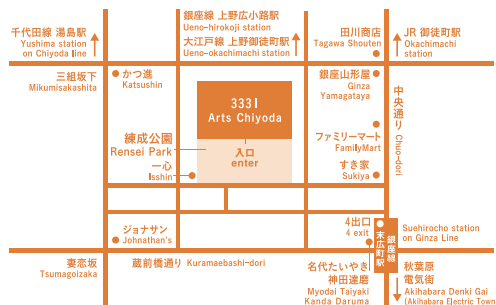 千代田線 湯島駅
Yushima station
on Chiyoda line
銀座線 上野広小路駅
Ueno-hirokoji station
大江戸線 上野御徒町駅
Ueno-okachimachi station
田川商店
Tagawa Shouten
JR 御徒町駅
Okachimachi
station
三組坂下
Mikumisakashita
かつ進
Katsushin
3331
Arts Chiyoda
銀座山形屋
Ginza
Yamagataya
中央通り Chuo-dori
練成公園
Rensei Park
入口
enter
ファミリーマート
FamilyMart
一心
Isshin
すき家
Sukiya
ジョナサン
Johnathan's
4出口
4 exit
末広町駅
銀座線
Suehirocho station
on Ginza Line
妻恋坂
Tsumagoizaka
蔵前橋通り Kuramaebashi-dori
名代たいやき
神田達磨
Myodai Taiyaki
Kanda Daruma
秋葉原
電気街
Akihabara Denki Gai
(Akihabara Ejectric Town